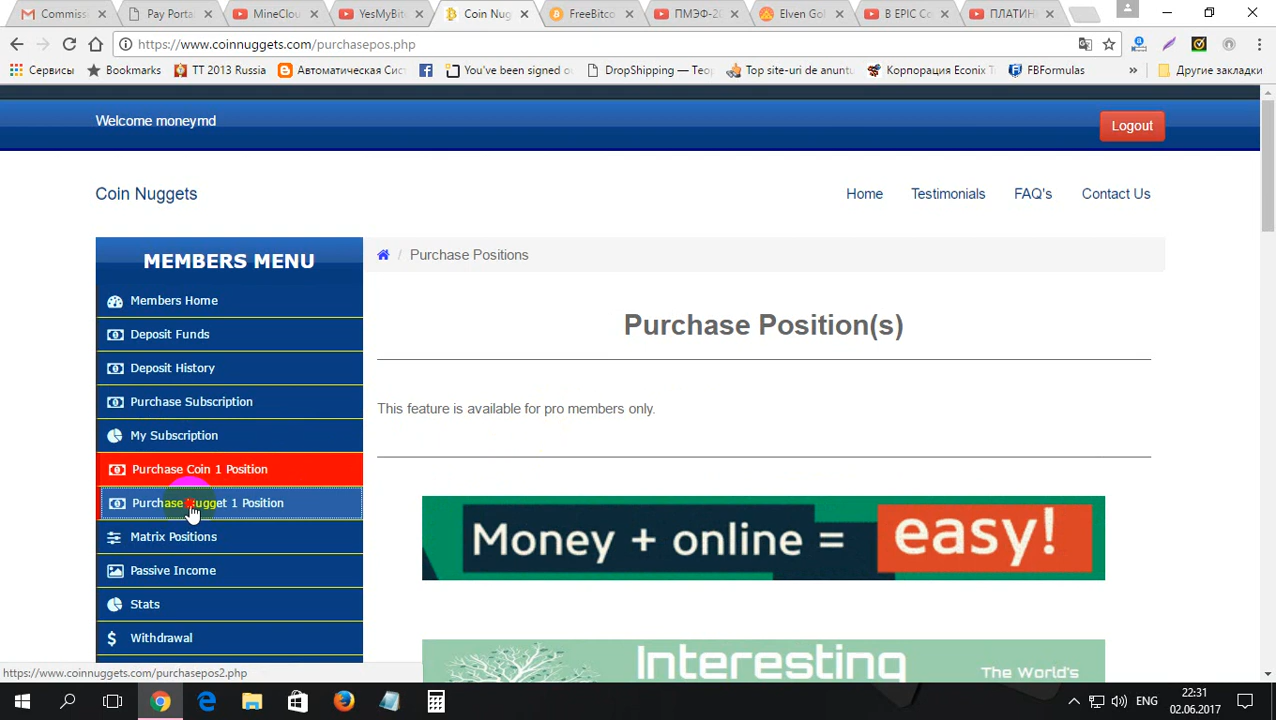 Commiss
Pay Porta
MineClou
YesMyBit
Coin Nug
FreeBitco
ПМЭФ-20
Elven Gol
B EPIC Co
ПЛАТИН
https://www.coinnuggets.com/purchasepos.php
Сервисы
Bookmarks
TT 2013 Russia
Автоматическая Сис
You've been signed o
DropShipping — Теор
Top site-uri de anuntu
Корпорация Econix Т
FBFormulas
»
Другие закладки
Welcome moneymd
Logout
Coin Nuggets
Home
Testimonials
FAQ's
Contact Us
MEMBERS MENU
/ Purchase Positions
Members Home
Deposit Funds
Deposit History
Purchase Subscription
My Subscription
Purchase Coin 1 Position
Purchase Nugget 1 Position
Matrix Positions
Passive Income
Stats
Withdrawal
Purchase Position(s)
This feature is available for pro members only.
Money + online = easy!
Interesting
The World's
https://www.coinnuggets.com/purchasepos2.php
ENG
22:31
02.06.2017